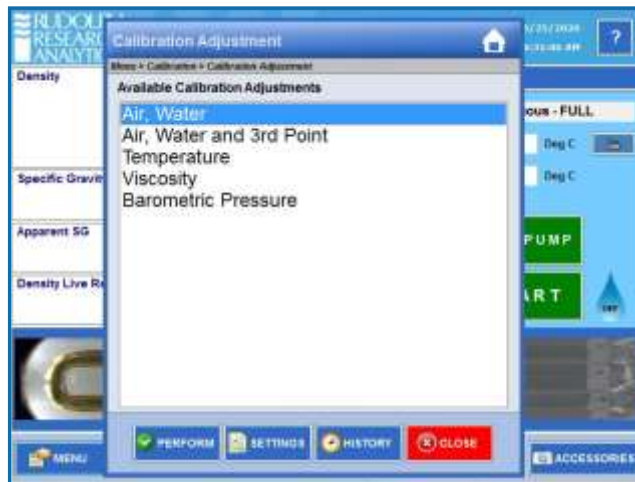 RUDOLPH
RESEARCH
ANALYTI
Calibration Adjustment
?
Menu > Calibration > Calibration Adjustment
Density
Available Calibration Adjustments
Air, Water
Air, Water and 3rd Point
Temperature
Viscosity
Barometric Pressure
ous - FULL
Deg C
Deg C
Specific Gravit
Apparent SG
PUMP
Density Live Re
ART
PERFORM
SETTINGS
HISTORY
CLOSE
MENU
ACCESSORIES